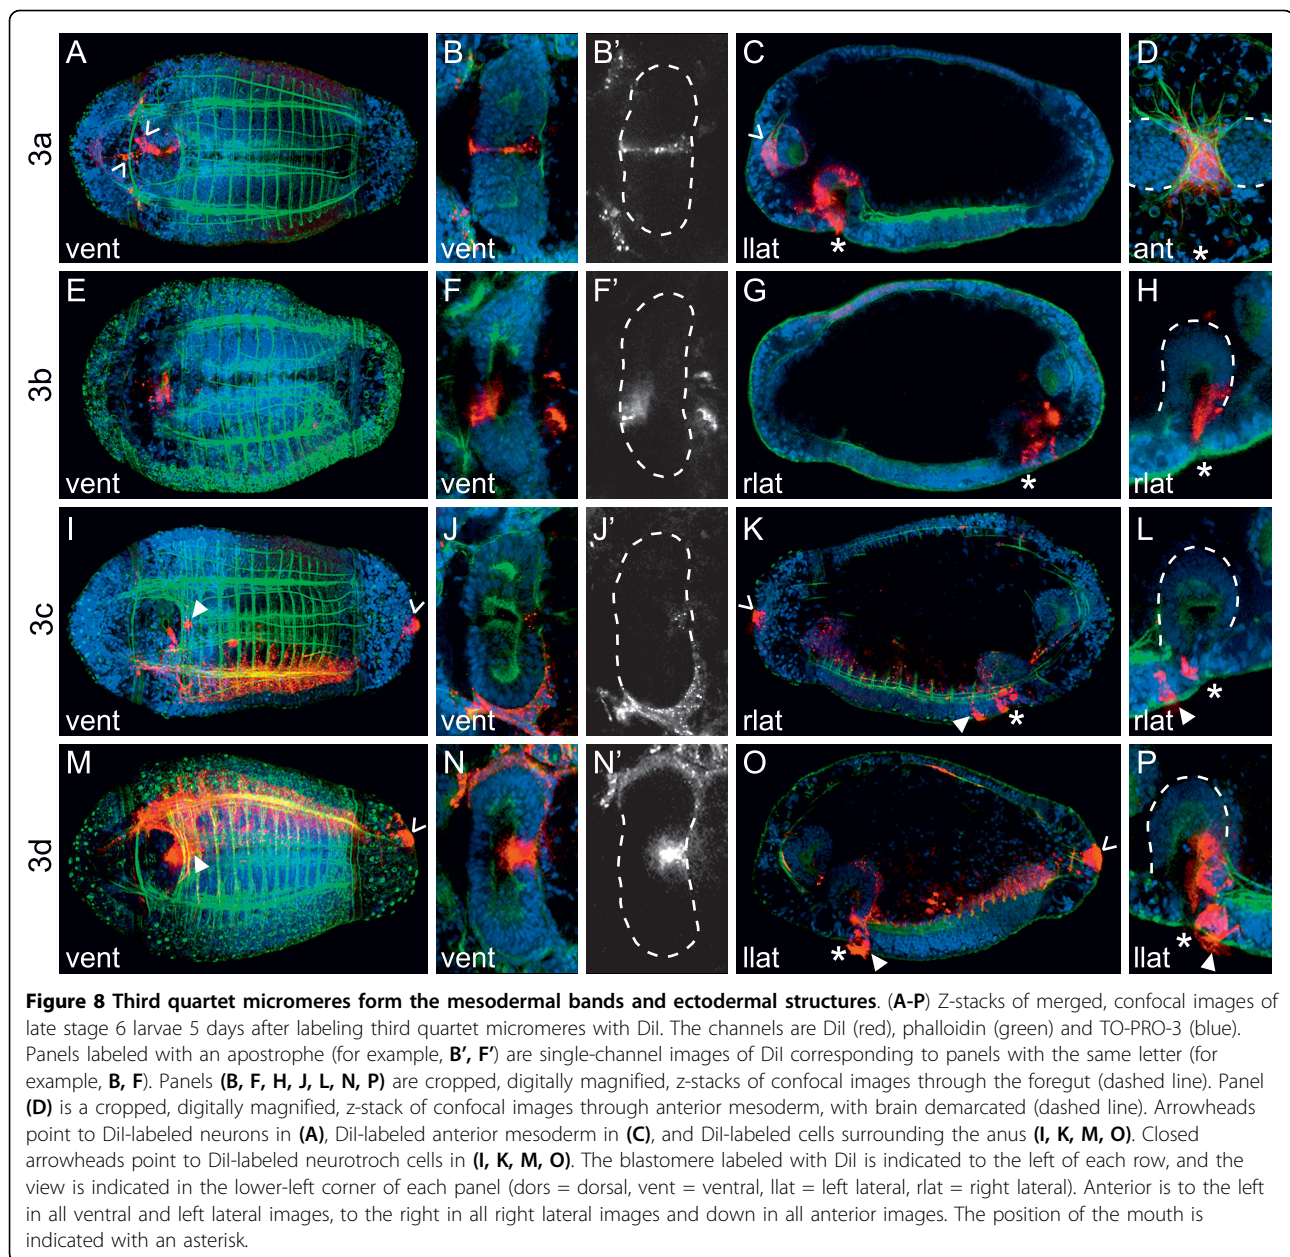 3a
A
vent
B
vent
B’
C
llat
*
D
ant
*
3b
E
vent
F
vent
F’
G
rlat
*
H
rlat
*
3c
I
vent
J
vent
J’
K
rlat
*
L
rlat
*
3d
M
vent
N
vent
N’
O
llat
*
P
llat
*
Figure 8 Third quartet micromeres form the mesodermal bands and ectodermal structures. (A-P) Z-stacks of merged, confocal images of
late stage 6 larvae 5 days after labeling third quartet micromeres with DiI. The channels are DiI (red), phalloidin (green) and TO-PRO-3 (blue).
Panels labeled with an apostrophe (for example, B’, F’) are single-channel images of DiI corresponding to panels with the same letter (for
example, B, F). Panels (B, F, H, J, L, N, P) are cropped, digitally magnified, z-stacks of confocal images through the foregut (dashed line). Panel
(D) is a cropped, digitally magnified, z-stack of confocal images through anterior mesoderm, with brain demarcated (dashed line). Arrowheads
point to DiI-labeled neurons in (A), DiI-labeled anterior mesoderm in (C), and DiI-labeled cells surrounding the anus (I, K, M, O). Closed
arrowheads point to DiI-labeled neurotroch cells in (I, K, M, O). The blastomere labeled with DiI is indicated to the left of each row, and the
view is indicated in the lower-left corner of each panel (dors = dorsal, vent = ventral, llat = left lateral, rlat = right lateral). Anterior is to the left
in all ventral and left lateral images, to the right in all right lateral images and down in all anterior images. The position of the mouth is
indicated with an asterisk.